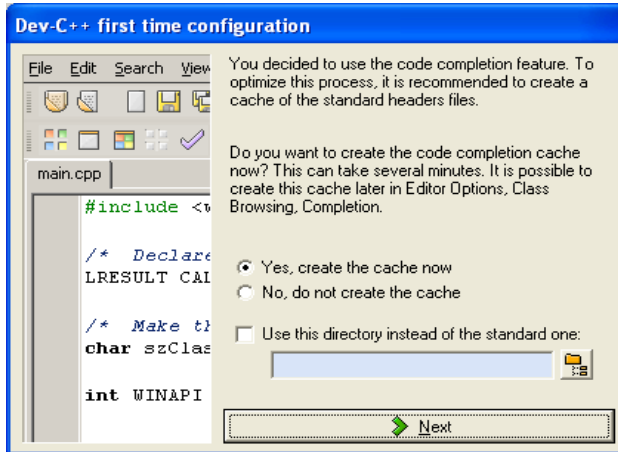 Dev-C++ first time configuration
File Edit Search View
main.cpp
#include <
/* Declare
LRESULT CAL
/* Make th
char szClas
int WINAPI
You decided to use the code completion feature. To
optimize this process, it is recommended to create a
cache of the standard headers files.
Do you want to create the code completion cache
now? This can take several minutes. It is possible to
create this cache later in Editor Options, Class
Browsing, Completion.
Yes, create the cache now
No, do not create the cache
Use this directory instead of the standard one:
Next